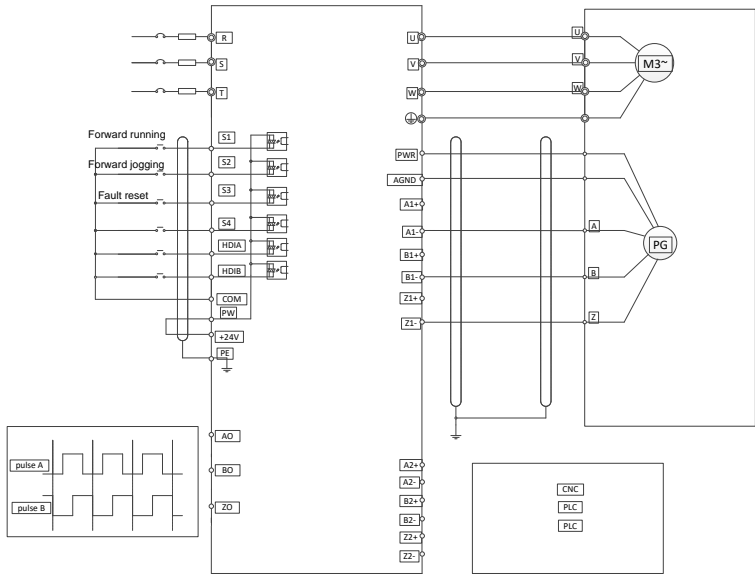 R
S
T
Forward running
S1
Forward jogging
S2
Fault reset
S3
S4
HDIA
HDIB
COM
PW
+24V
PE
U
V
W
PWR
AGND
A1+
A1-
B1+
B1-
Z1+
Z1-
U
V
W
M3~
A
B
Z
PG
pulse A
pulse B
AO
BO
ZO
A2+
A2-
B2+
B2-
Z2+
Z2-
CNC
PLC
PLC